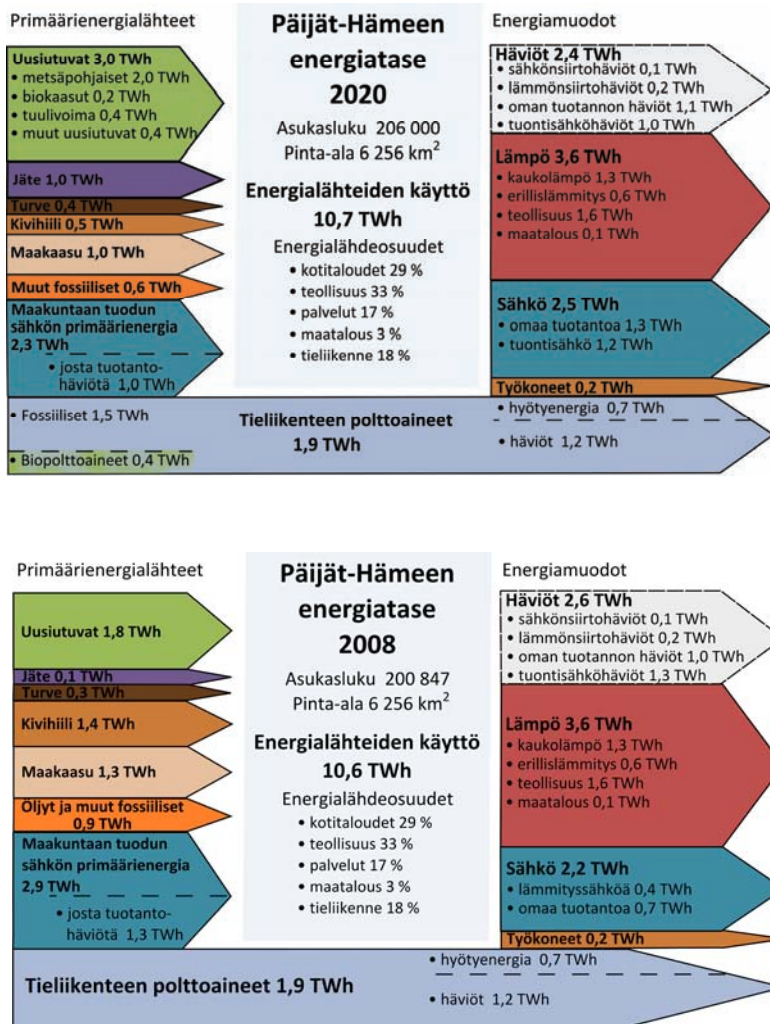 Primäärienergialähteet
Uusiutuvat 3,0 TWh
• metsäpohjaiset 2,0 TWh
• biokaasut 0,2 TWh
• tuulivoima 0,4 TWh
• muut uusiutuvat 0,4 TWh
Jäte 1,0 TWh
Turve 0,4 TWh
Kivihiili 0,5 TWh
Maakaasu 1,0 TWh
Muut fossiiliset 0,6 TWh
Maakuntaan tuodun
sähkön primäärienergia
2,3 TWh
• josta tuotanto-
häviötä 1,0 TWh
Päijät-Hämeen
energiatase
2020
Asukasluku 206 000
Pinta-ala 6 256 km²
Energialähteiden käyttö
10,7 TWh
Energialähdeosuudet
• kotitaloudet 29 %
• teollisuus 33 %
• palvelut 17 %
• maatalous 3 %
• tieliikenne 18 %
Energiamuodot
Häviöt 2,4 TWh
• sähkönsiirtohäviöt 0,1 TWh
• lämmönsiirtohäviöt 0,2 TWh
• oman tuotannon häviöt 1,1 TWh
• tuontisähköhäviöt 1,0 TWh
Lämpö 3,6 TWh
• kaukolämpö 1,3 TWh
• erillislämmitys 0,6 TWh
• teollisuus 1,6 TWh
• maatalous 0,1 TWh
Sähkö 2,5 TWh
• omaa tuotantoa 1,3 TWh
• tuontisähkö 1,2 TWh
Työkoneet 0,2 TWh
• Fossiiliset 1,5 TWh
• Biopolttoaineet 0,4 TWh
Tieliikenteen polttoaineet
1,9 TWh
• hyötyenergia 0,7 TWh
• häviöt 1,2 TWh
Primäärienergialähteet
Uusiutuvat 1,8 TWh
Jäte 0,1 TWh
Turve 0,3 TWh
Kivihiili 1,4 TWh
Maakaasu 1,3 TWh
Öljyt ja muut fossiiliset
0,9 TWh
Maakuntaan tuodun
sähkön primäärienergia
2,9 TWh
• josta tuotanto-
häviötä 1,3 TWh
Päijät-Hämeen
energiatase
2008
Asukasluku 200 847
Pinta-ala 6 256 km²
Energialähteiden käyttö
10,6 TWh
Energialähdeosuudet
• kotitaloudet 29 %
• teollisuus 33 %
• palvelut 17 %
• maatalous 3 %
• tieliikenne 18 %
Energiamuodot
Häviöt 2,6 TWh
• sähkönsiirtohäviöt 0,1 TWh
• lämmönsiirtohäviöt 0,2 TWh
• oman tuotannon häviöt 1,0 TWh
• tuontisähköhäviöt 1,3 TWh
Lämpö 3,6 TWh
• kaukolämpö 1,3 TWh
• erillislämmitys 0,6 TWh
• teollisuus 1,6 TWh
• maatalous 0,1 TWh
Sähkö 2,2 TWh
• lämmityssähköä 0,4 TWh
• omaa tuotantoa 0,7 TWh
Työkoneet 0,2 TWh
Tieliikenteen polttoaineet 1,9 TWh
• hyötyenergia 0,7 TWh
• häviöt 1,2 TWh